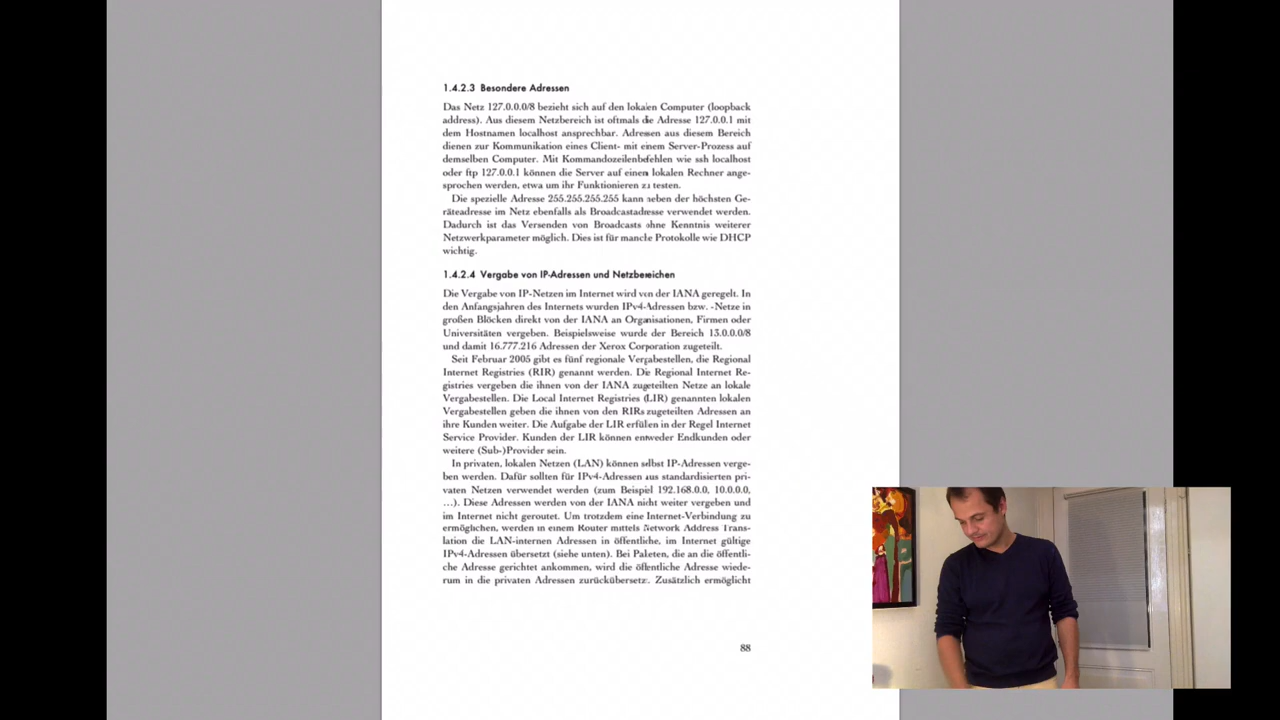 1.4.2.3 Besondere Adressen
Das Netz 127.0.0.0/8 bezieht sich auf den lokalen Computer (loopback
address). Aus diesem Netzbereich ist oftmals die Adresse 127.0.0.1 mit
dem Hostnamen localhost ansprechbar. Adressen aus diesem Bereich
dienen zur Kommunikation eines Client- mit einem Server-Prozess auf
demselben Computer. Mit Kommandozeilenbefehlen wie ssh localhost
oder ftp 127.0.0.1 können die Server auf einem lokalen Rechner ange-
sprochen werden, etwa um ihr Funktionieren zu testen.
Die spezielle Adresse 255.255.255.255 kann neben der höchsten Ge-
räteadresse im Netz ebenfalls als Broadcastadresse verwendet werden.
Dadurch ist das Versenden von Broadcasts ohne Kenntnis weiterer
Netzwerkparameter möglich. Dies ist für manche Protokolle wie DHCP
wichtig.
1.4.2.4 Vergabe von IP-Adressen und Netzbereichen
Die Vergabe von IP-Netzen im Internet wird von der IANA geregelt. In
den Anfangsjahren des Internets wurden IPv4-Adressen bzw. -Netze in
großen Blöcken direkt von der IANA an Organisationen, Firmen oder
Universitäten vergeben. Beispielsweise wurde der Bereich 13.0.0.0/8
und damit 16.777.216 Adressen der Xerox Corporation zugeteilt.
Seit Februar 2005 gibt es fünf regionale Vergabestellen, die Regional
Internet Registries (RIR) genannt werden. Die Regional Internet Re-
gistries vergeben die ihnen von der IANA zugeteilten Netze an lokale
Vergabestellen. Die Local Internet Registries (LIR) genannten lokalen
Vergabestellen geben die ihnen von den RIRs zugeteilten Adressen an
ihre Kunden weiter. Die Aufgabe der LIR erfüllen in der Regel Internet
Service Provider. Kunden der LIR können entweder Endkunden oder
weitere (Sub-)Provider sein.
In privaten, lokalen Netzen (LAN) können selbst IP-Adressen verge-
ben werden. Dafür sollten für IPv4-Adressen aus standardisierten pri-
vaten Netzen verwendet werden (zum Beispiel 192.168.0.0, 10.0.0.0,
…). Diese Adressen werden von der IANA nicht weiter vergeben und
im Internet nicht geroutet. Um trotzdem eine Internet-Verbindung zu
ermöglichen, werden in einem Router mittels Network Address Trans-
lation die LAN-internen Adressen in öffentliche, im Internet gültige
IPv4-Adressen übersetzt (siehe unten). Bei Paketen, die an die öffentli-
che Adresse gerichtet ankommen, wird die öffentliche Adresse wiede-
rum in die privaten Adressen zurückübersetzt. Zusätzlich ermöglicht
88